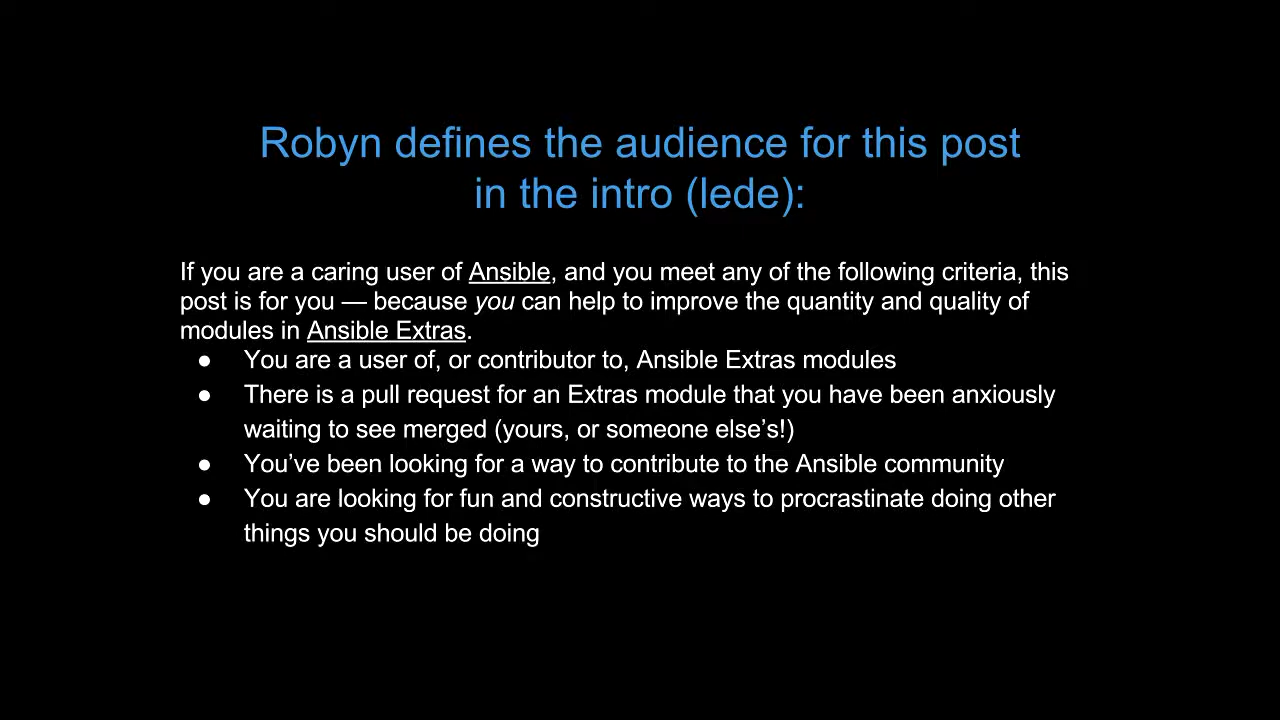 Robyn defines the audience for this post
in the intro (lede):
If you are a caring user of Ansible, and you meet any of the following criteria, this
post is for you — because you can help to improve the quantity and quality of
modules in Ansible Extras.
● You are a user of, or contributor to, Ansible Extras modules
● There is a pull request for an Extras module that you have been anxiously
waiting to see merged (yours, or someone else’s!)
● You’ve been looking for a way to contribute to the Ansible community
● You are looking for fun and constructive ways to procrastinate doing other
things you should be doing